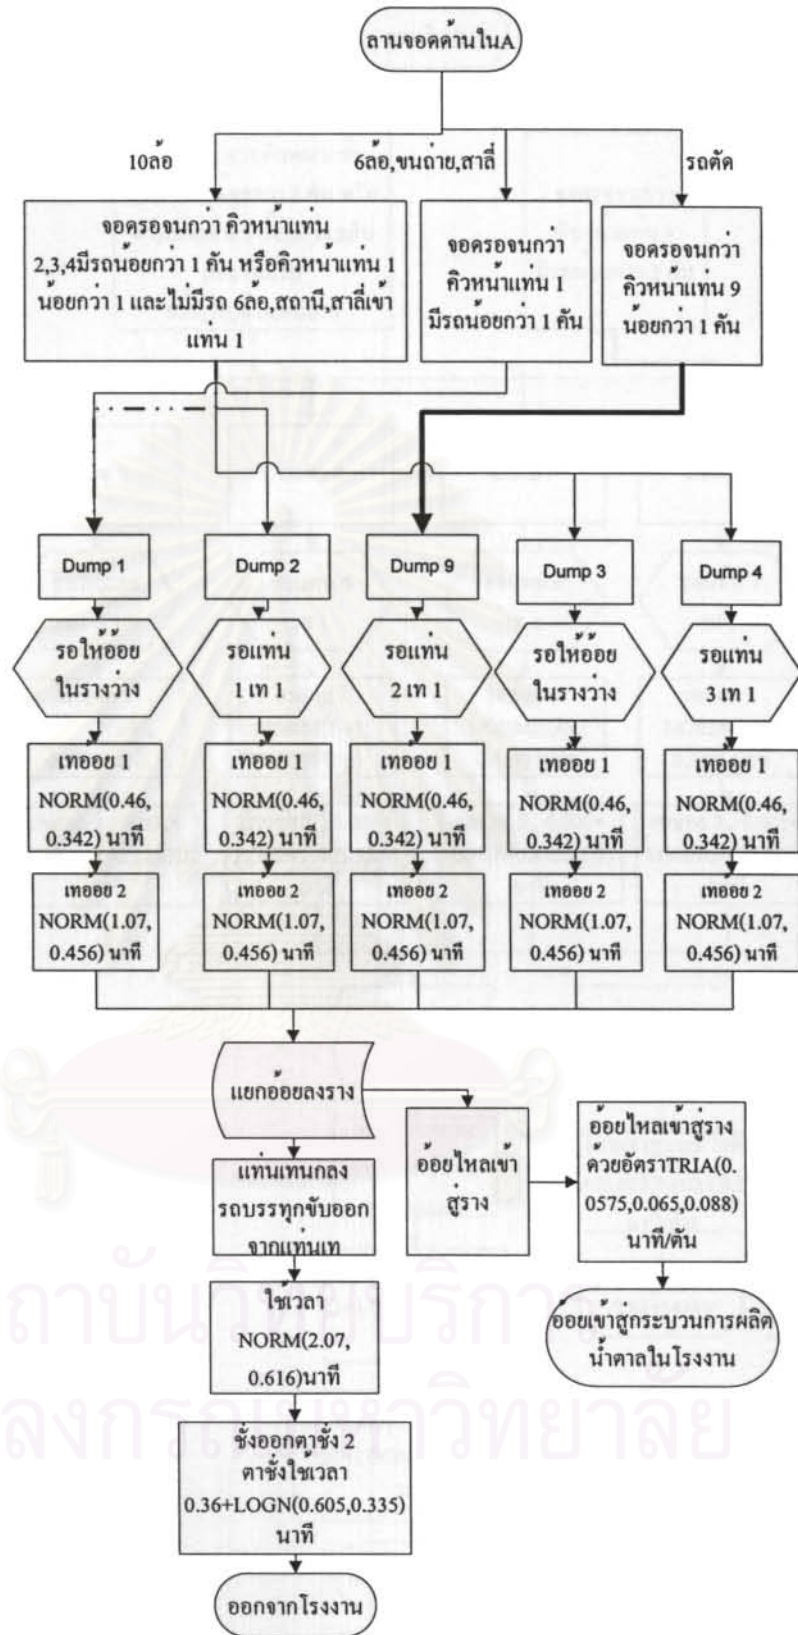 ลานจอดด้านในA
10ล้อ
6ล้อ,ขนถ่าย,สาลี่
รถตัด
จอดรอจนกว่า คิวหน้าแท่น
2,3,4มีรถน้อยกว่า 1 คัน หรือคิวหน้าแท่น 1
น้อยกว่า 1 และไม่มีรถ 6ล้อ,สถานี,สาลี่เข้า
แท่น 1
จอดรอจนกว่า
คิวหน้าแท่น 1
มีรถน้อยกว่า 1 คัน
จอดรอจนกว่า
คิวหน้าแท่น 9
น้อยกว่า 1 คัน
Dump 1
Dump 2
Dump 9
Dump 3
Dump 4
รอให้อ้อย
ในรางว่าง
รอแท่น
1 เท 1
รอแท่น
2 เท 1
รอให้อ้อย
ในรางว่าง
รอแท่น
3 เท 1
เทอ้อย 1
NORM(0.46,
0.342) นาที
เทอ้อย 1
NORM(0.46,
0.342) นาที
เทอ้อย 1
NORM(0.46,
0.342) นาที
เทอ้อย 1
NORM(0.46,
0.342) นาที
เทอ้อย 1
NORM(0.46,
0.342) นาที
เทอ้อย 2
NORM(1.07,
0.456) นาที
เทอ้อย 2
NORM(1.07,
0.456) นาที
เทอ้อย 2
NORM(1.07,
0.456) นาที
เทอ้อย 2
NORM(1.07,
0.456) นาที
เทอ้อย 2
NORM(1.07,
0.456) นาที
แยกอ้อยลงราง
อ้อยไหลเข้า
สู่ราง
อ้อยไหลเข้าสู่ราง
ด้วยอัตราTRIA(0.
0575,0.065,0.088)
นาที/ตัน
อ้อยเข้าสู่กระบวนการผลิต
น้ำตาลในโรงงาน
แท่นเทนกลง
รถบรรทุกขับออก
จากแท่นเท
ใช้เวลา
NORM(2.07,
0.616)นาที
ชั่งออกตาชั่ง 2
ตาชั่งใช้เวลา
0.36+LOGN(0.605,0.335)
นาที
ออกจากโรงงาน